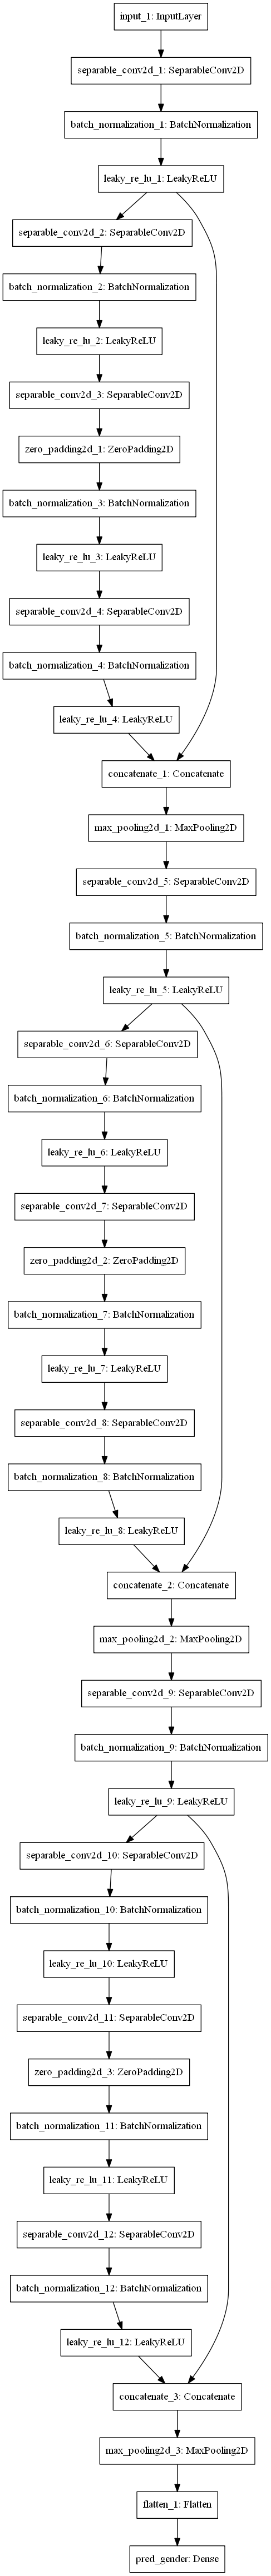 input_1: InputLayer
separable_conv2d_1: SeparableConv2D
batch_normalization_1: BatchNormalization
leaky_re_lu_1: LeakyReLU
separable_conv2d_2: SeparableConv2D
batch_normalization_2: BatchNormalization
leaky_re_lu_2: LeakyReLU
separable_conv2d_3: SeparableConv2D
zero_padding2d_1: ZeroPadding2D
batch_normalization_3: BatchNormalization
leaky_re_lu_3: LeakyReLU
separable_conv2d_4: SeparableConv2D
batch_normalization_4: BatchNormalization
leaky_re_lu_4: LeakyReLU
concatenate_1: Concatenate
max_pooling2d_1: MaxPooling2D
separable_conv2d_5: SeparableConv2D
batch_normalization_5: BatchNormalization
leaky_re_lu_5: LeakyReLU
separable_conv2d_6: SeparableConv2D
batch_normalization_6: BatchNormalization
leaky_re_lu_6: LeakyReLU
separable_conv2d_7: SeparableConv2D
zero_padding2d_2: ZeroPadding2D
batch_normalization_7: BatchNormalization
leaky_re_lu_7: LeakyReLU
separable_conv2d_8: SeparableConv2D
batch_normalization_8: BatchNormalization
leaky_re_lu_8: LeakyReLU
concatenate_2: Concatenate
max_pooling2d_2: MaxPooling2D
separable_conv2d_9: SeparableConv2D
batch_normalization_9: BatchNormalization
leaky_re_lu_9: LeakyReLU
separable_conv2d_10: SeparableConv2D
batch_normalization_10: BatchNormalization
leaky_re_lu_10: LeakyReLU
separable_conv2d_11: SeparableConv2D
zero_padding2d_3: ZeroPadding2D
batch_normalization_11: BatchNormalization
leaky_re_lu_11: LeakyReLU
separable_conv2d_12: SeparableConv2D
batch_normalization_12: BatchNormalization
leaky_re_lu_12: LeakyReLU
concatenate_3: Concatenate
max_pooling2d_3: MaxPooling2D
flatten_1: Flatten
pred_gender: Dense